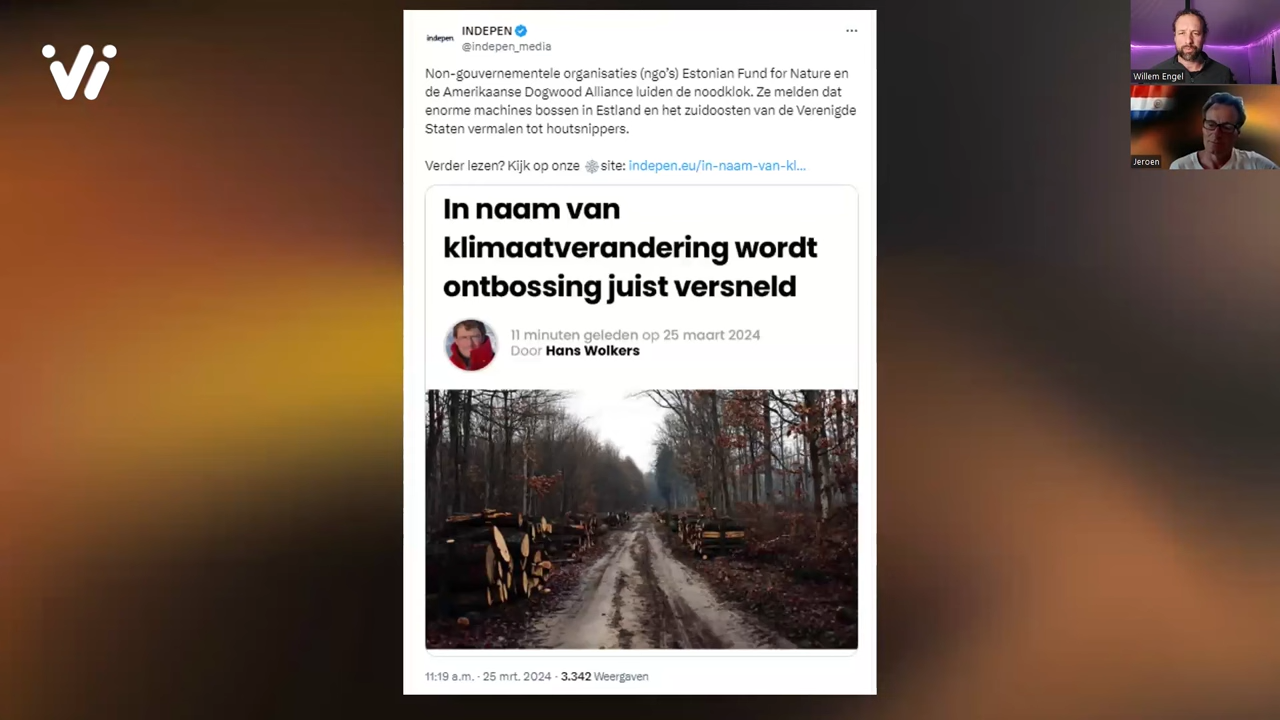 Vi
INDEPEN
@indepen_media
indepen.
Non-gouvernementele organisaties (ngo's) Estonian Fund for Nature en
de Amerikaanse Dogwood Alliance luiden de noodklok. Ze melden dat
enorme machines bossen in Estland en het zuidoosten van de Verenigde
Staten vermalen tot houtsnippers.
Verder lezen? Kijk op onze 🕸️site: indepen.eu/in-naam-van-kl...
In naam van
klimaatverandering wordt
ontbossing juist versneld
11 minuten geleden op 25 maart 2024
Door Hans Wolkers
11:19 a.m. · 25 mrt. 2024 · 3.342 Weergaven
Willem Engel
Jeroen